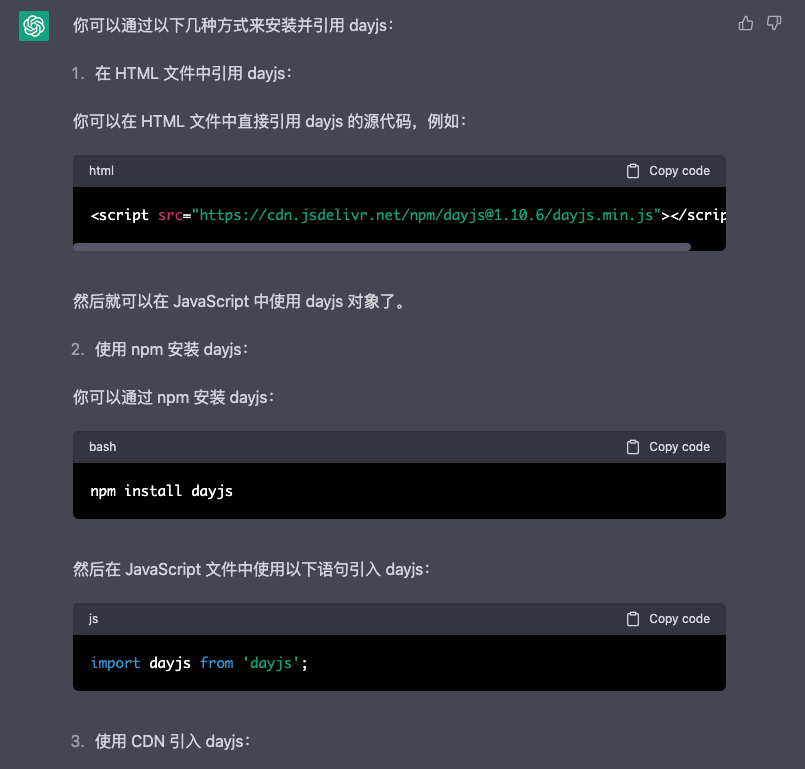 你可以通过以下几种方式来安装并引用 dayjs：
1. 在 HTML 文件中引用 dayjs：
你可以在 HTML 文件中直接引用 dayjs 的源代码，例如：
html Copy code
<script src="https://cdn.jsdelivr.net/npm/dayjs@1.10.6/dayjs.min.js"></scrip
然后就可以在 JavaScript 中使用 dayjs 对象了。
2. 使用 npm 安装 dayjs：
你可以通过 npm 安装 dayjs：
bash Copy code
npm install dayjs
然后在 JavaScript 文件中使用以下语句引入 dayjs：
js Copy code
import dayjs from 'dayjs';
3. 使用 CDN 引入 dayjs：